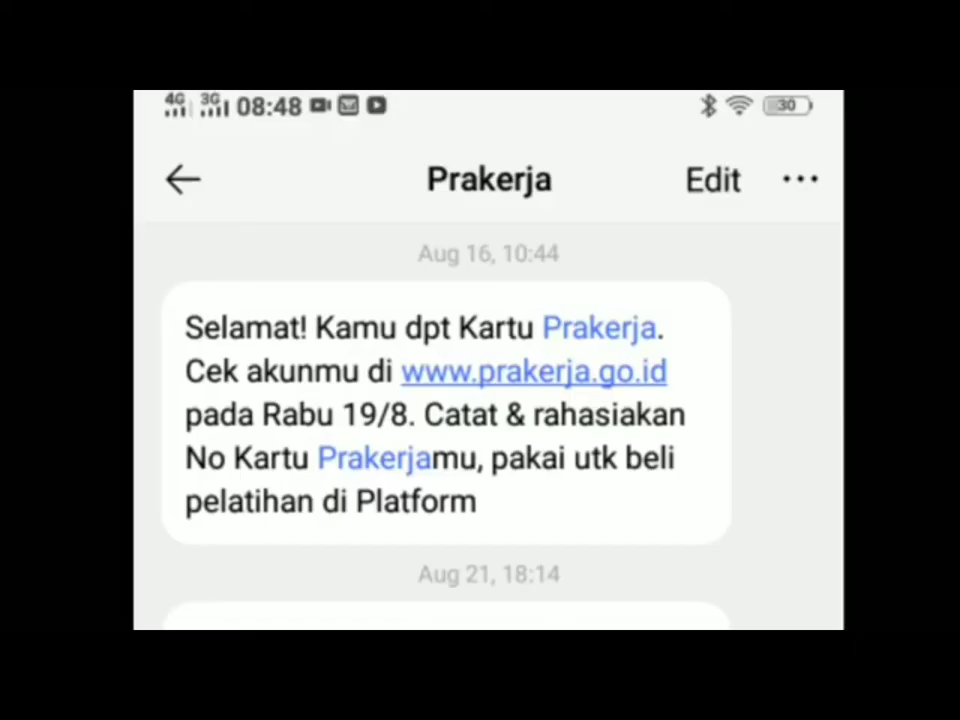 4G 3G 08:48 30
Prakerja Edit
Aug 16, 10:44
Selamat! Kamu dpt Kartu Prakerja.
Cek akunmu di www.prakerja.go.id
pada Rabu 19/8. Catat & rahasiakan
No Kartu Prakerjamu, pakai utk beli
pelatihan di Platform
Aug 21, 18:14